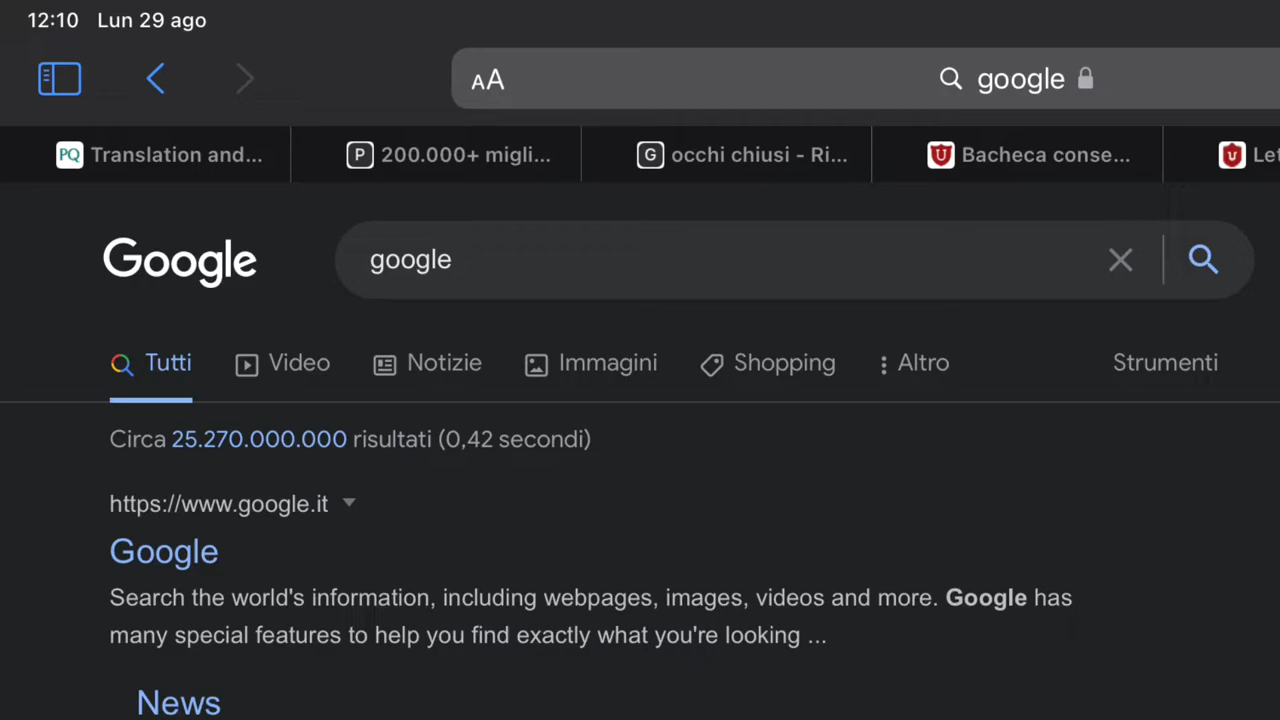 12:10 Lun 29 ago
AA google
PQ Translation and... P 200.000+ migli... G occhi chiusi - Ri... U Bacheca conse... U Let
Google google
Tutti Video Notizie Immagini Shopping Altro Strumenti
Circa 25.270.000.000 risultati (0,42 secondi)
https://www.google.it
Google
Search the world's information, including webpages, images, videos and more. Google has
many special features to help you find exactly what you're looking ...
News